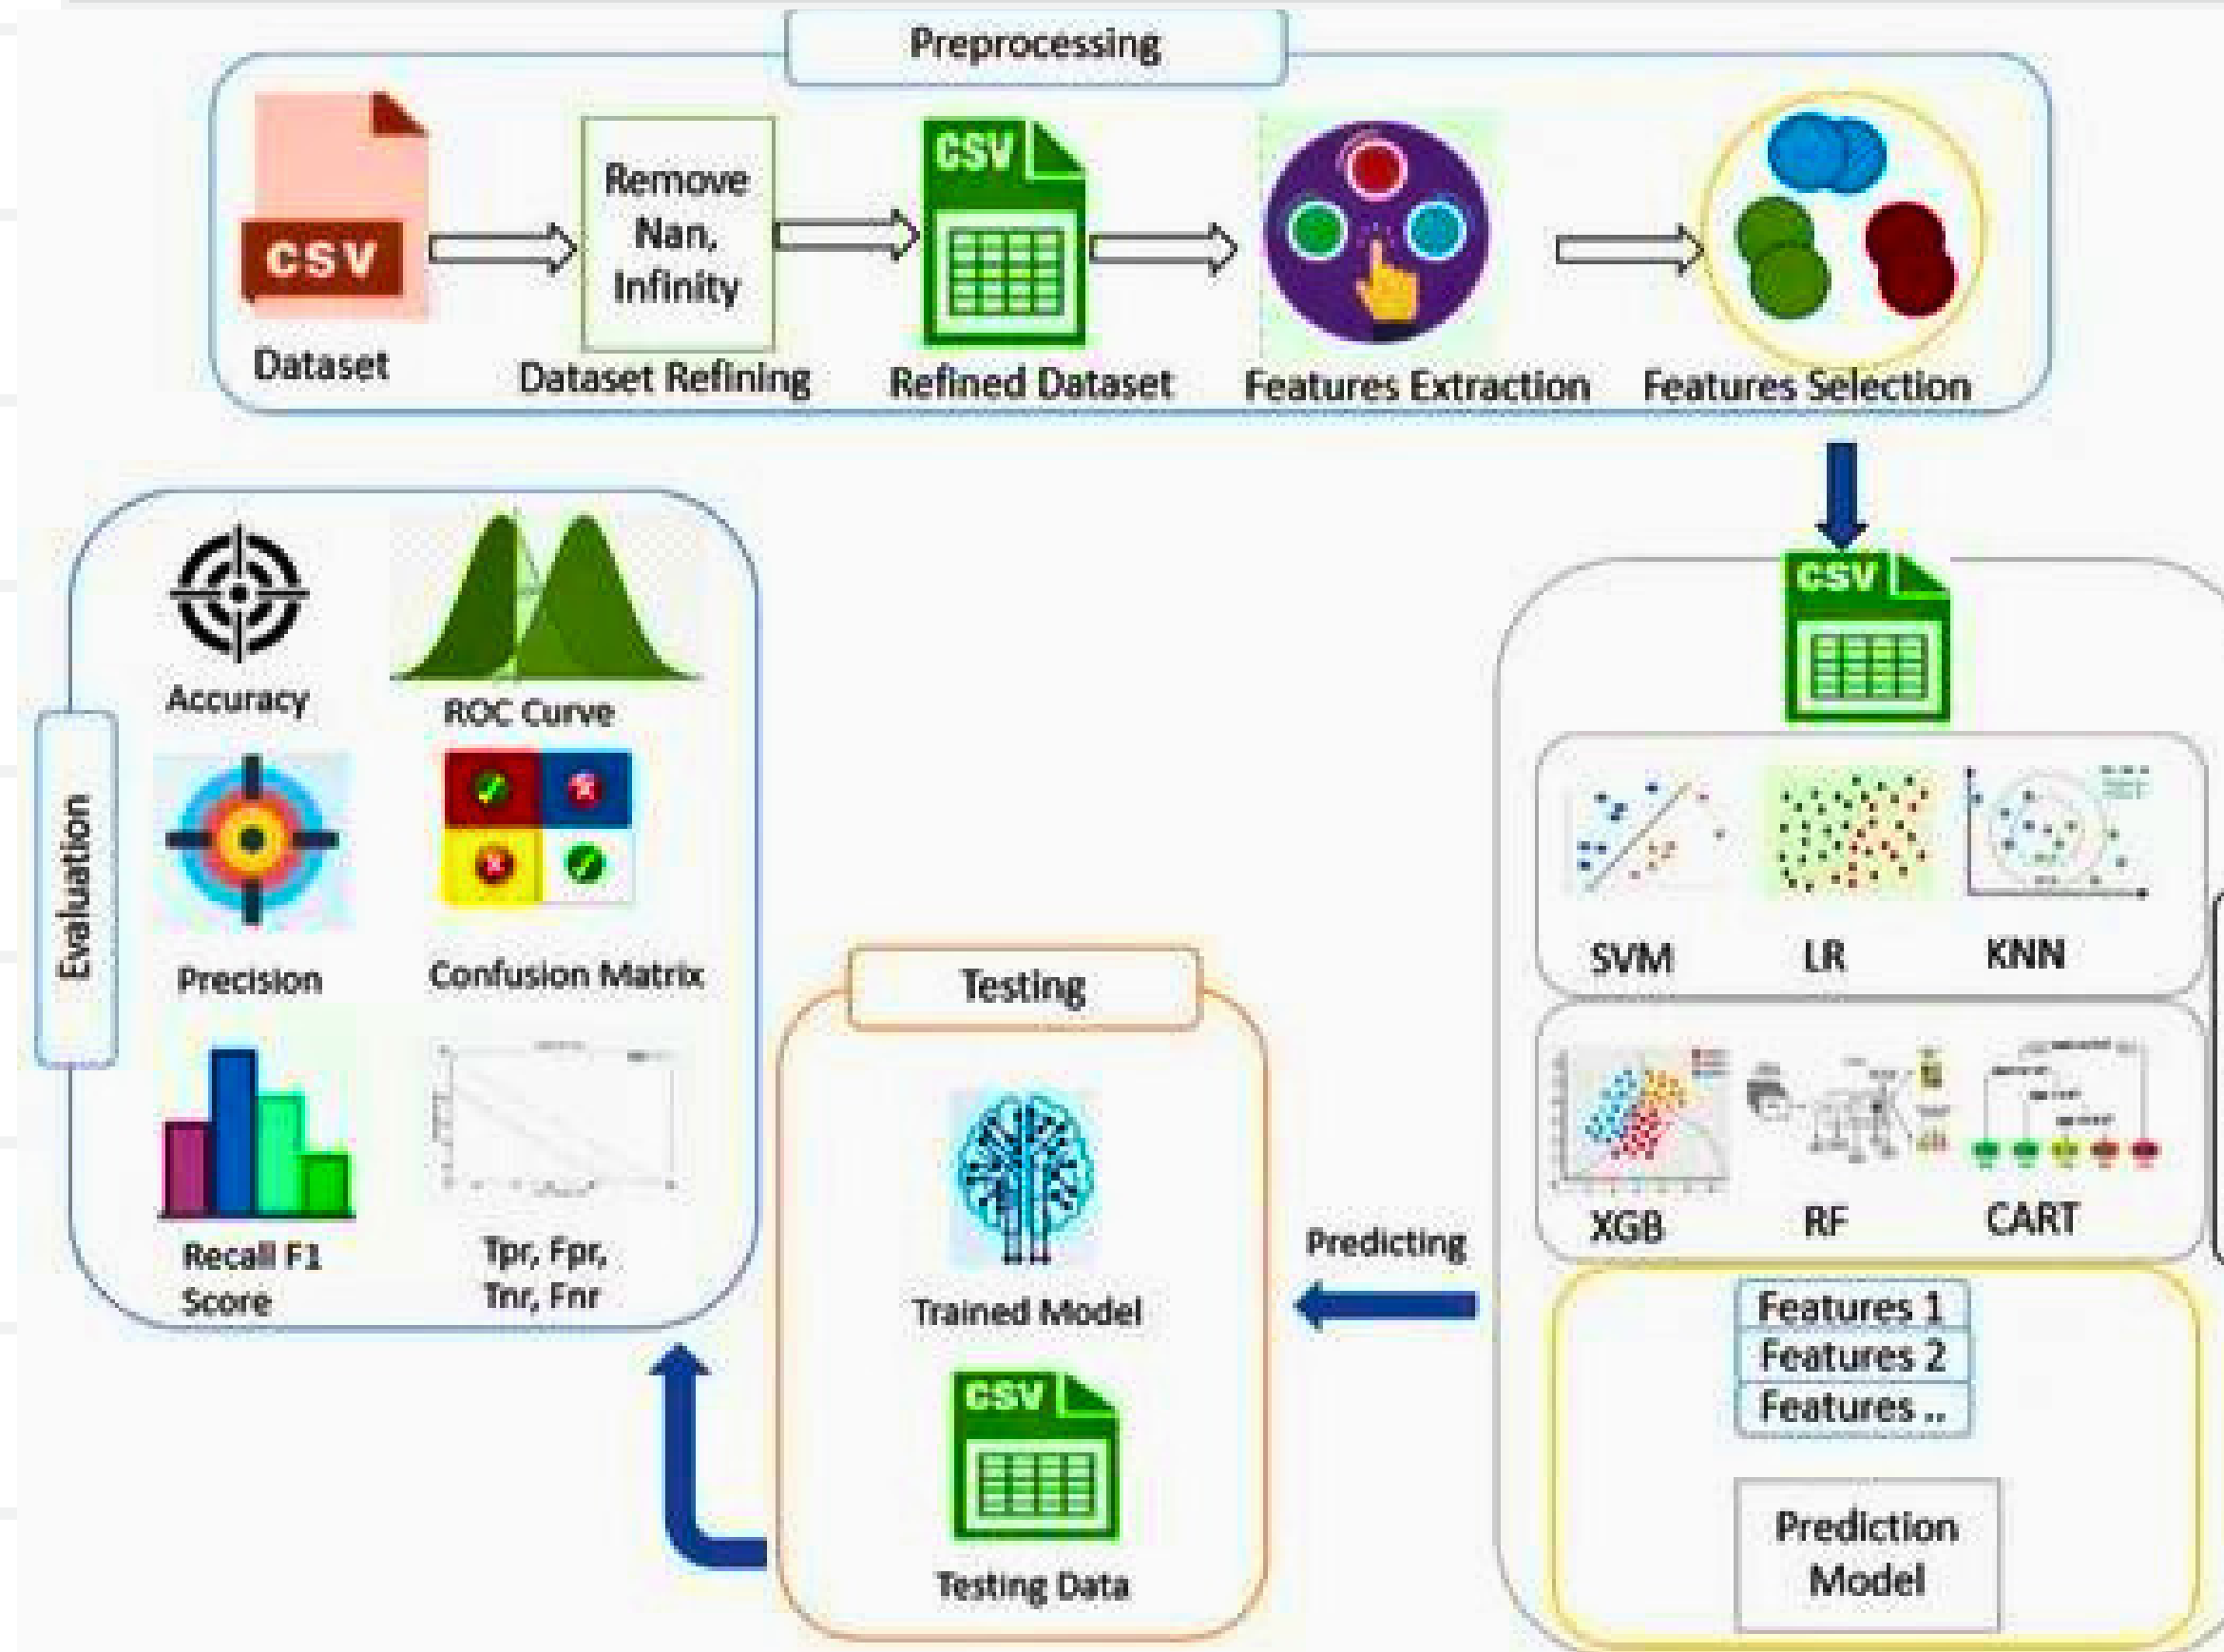 Preprocessing
CSV
Dataset
Remove
Nan,
Infinity
Dataset Refining
CSV
Refined Dataset
Features Extraction
Features Selection
Evaluation
Accuracy
ROC Curve
Precision
Confusion Matrix
Recall F1
Score
Tpr, Fpr,
Tnr, Fnr
Testing
Trained Model
CSV
Testing Data
Predicting
CSV
SVM
LR
KNN
XGB
RF
CART
Features 1
Features 2
Features ..
Prediction
Model